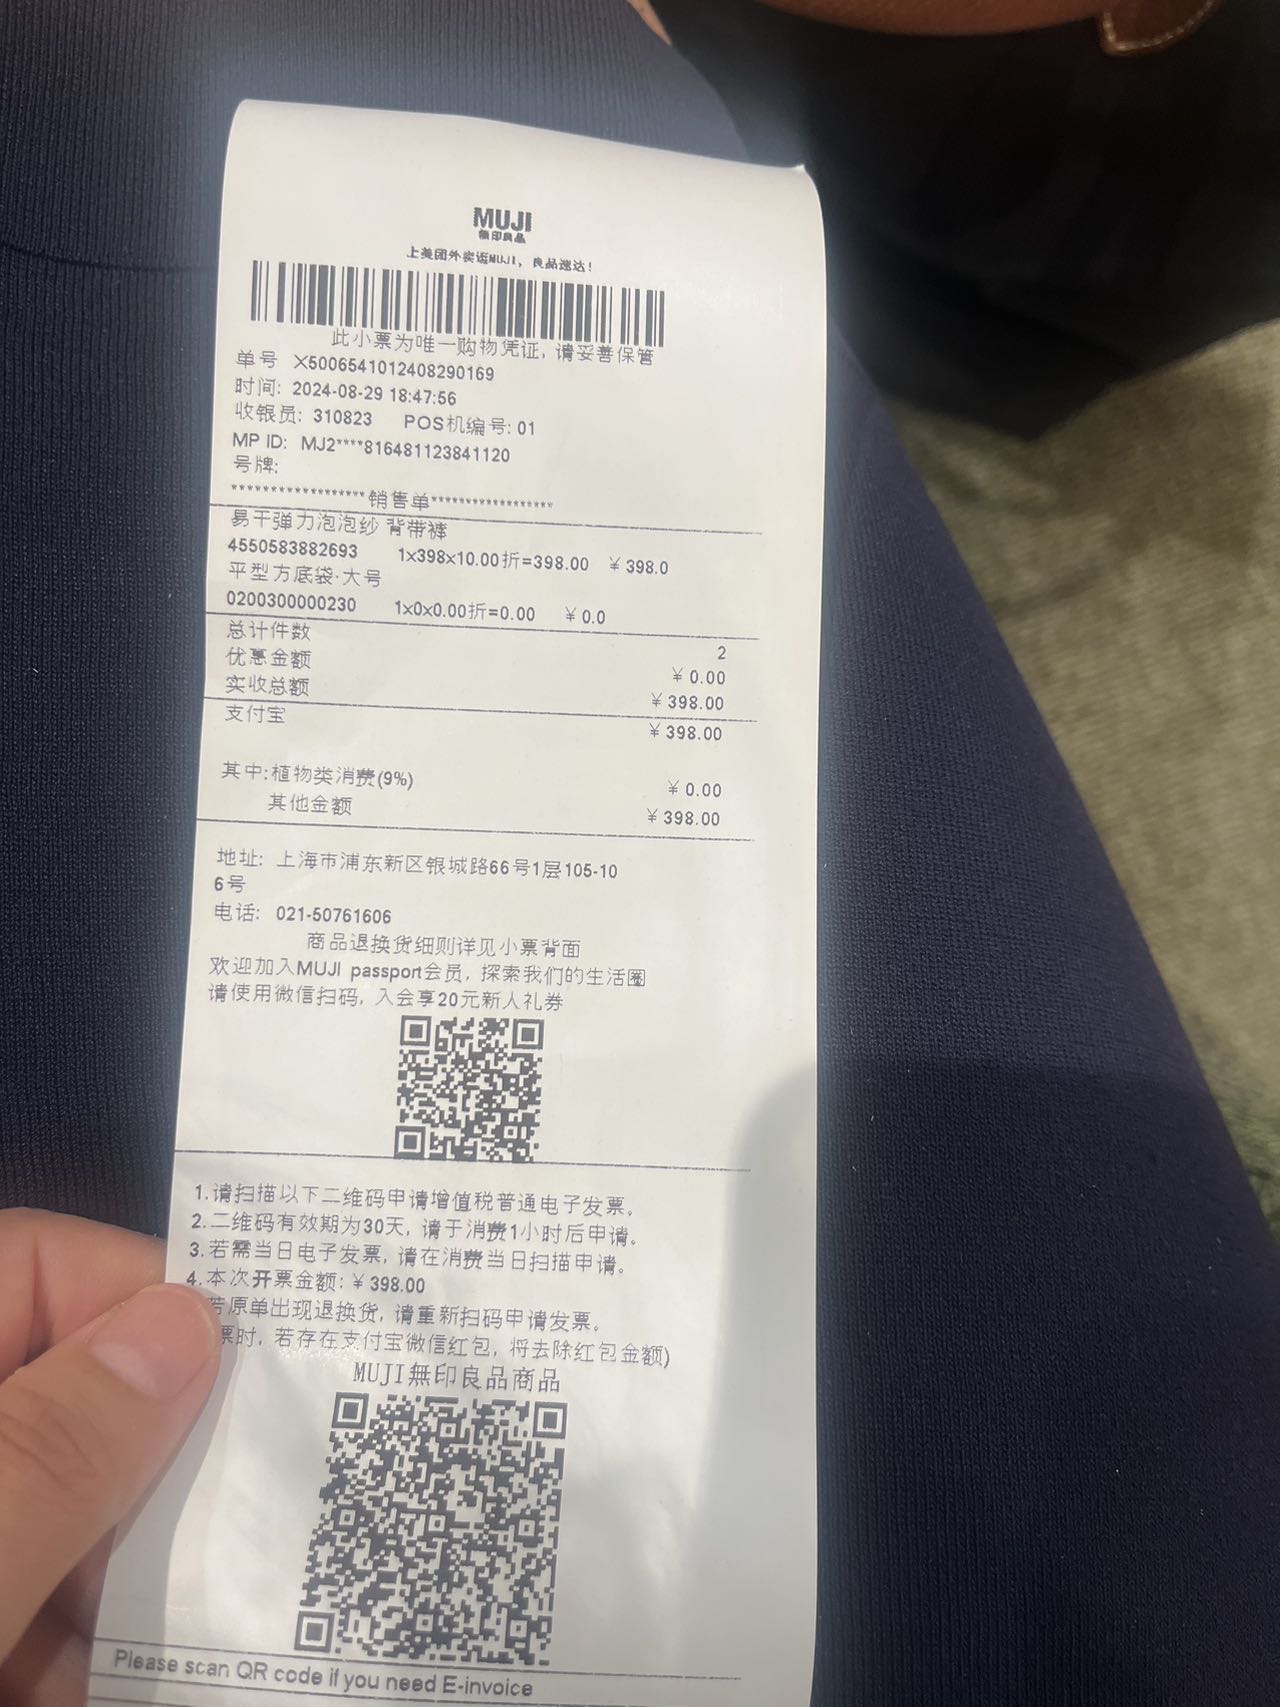 MUJI
無印良品
上美团外卖逛MUJI，良品速达！
此小票为唯一购物凭证, 请妥善保管
单号 X5006541012408290169
时间: 2024-08-29 18:47:56
收银员: 310823 POS机编号: 01
MP ID: MJ2****816481123841120
号牌:
******************销售单*****************
易干弹力泡泡纱 背带裤
4550583882693 1x398x10.00折=398.00 ￥398.0
平型方底袋·大号
0200300000230 1x0x0.00折=0.00 ￥0.0
总计件数 2
优惠金额 ￥0.00
实收总额 ￥398.00
支付宝 ￥398.00
其中:植物类消费(9%) ￥0.00
其他金额 ￥398.00
地址: 上海市浦东新区银城路66号1层105-10
6号
电话: 021-50761606
商品退换货细则详见小票背面
欢迎加入MUJI passport会员, 探索我们的生活圈
请使用微信扫码, 入会享20元新人礼券
1.请扫描以下二维码申请增值税普通电子发票。
2.二维码有效期为30天, 请于消费1小时后申请。
3.若需当日电子发票, 请在消费当日扫描申请。
4.本次开票金额: ￥398.00
若原单出现退换货, 请重新扫码申请发票。
票时, 若存在支付宝微信红包, 将去除红包金额)
MUJI無印良品商品
Please scan QR code if you need E-invoice